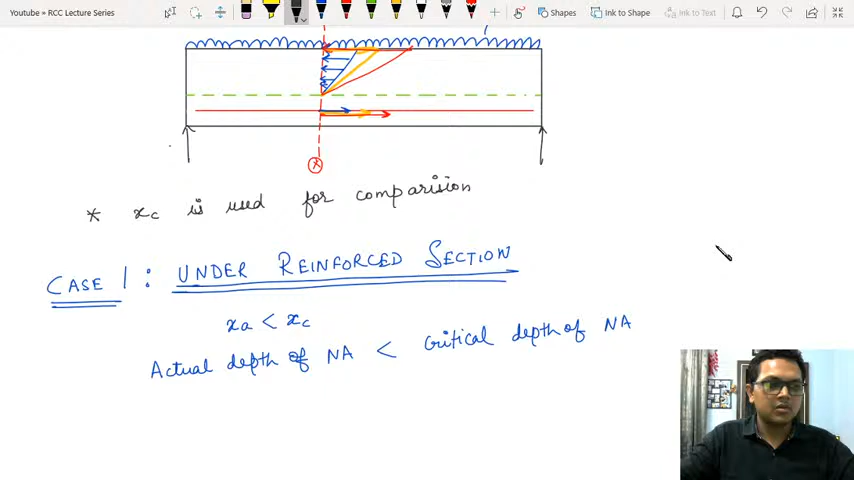 Youtube » RCC Lecture Series
Shapes
Ink to Shape
Ink to Text
x
* xc is used for comparision
CASE 1 : UNDER REINFORCED SECTION
xa < xc
Actual depth of NA < Critical depth of NA